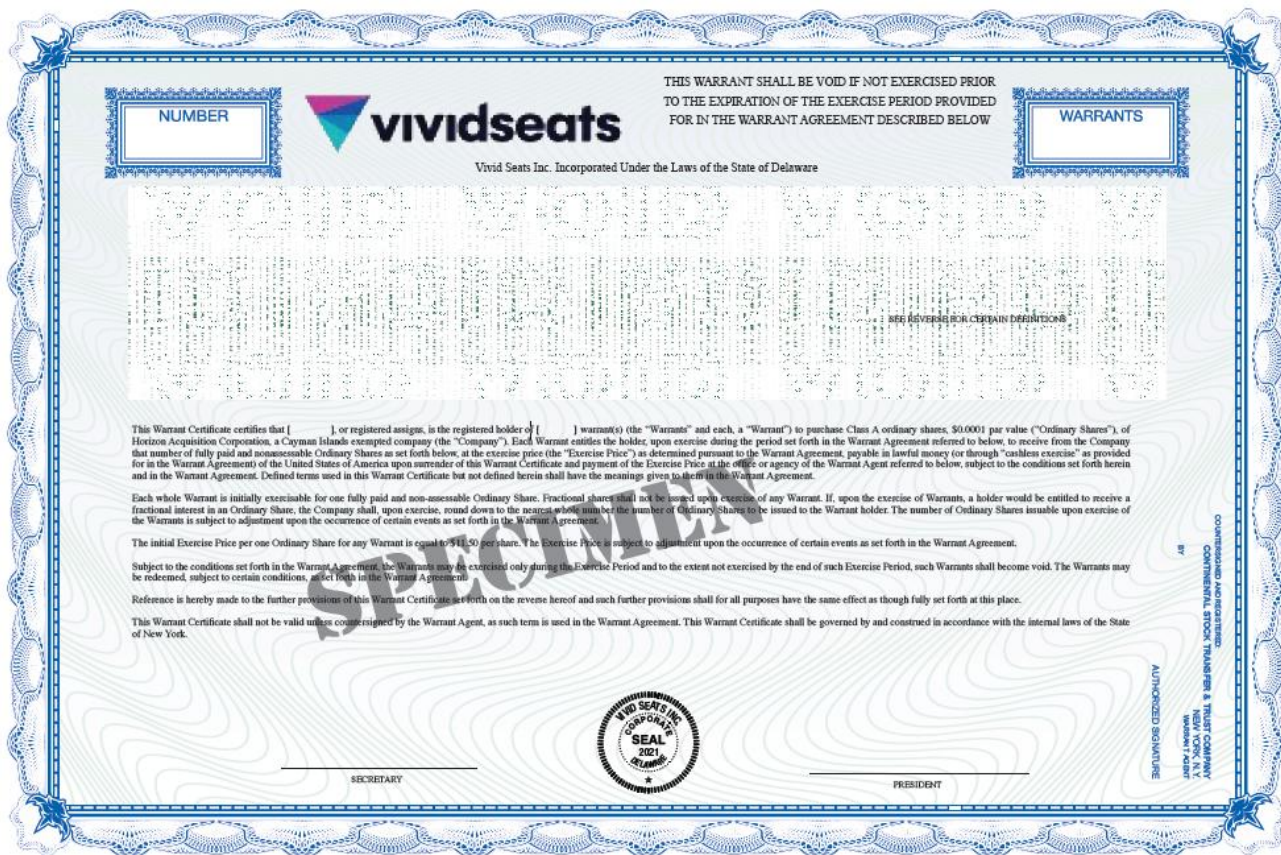 NUMBER
vividseats
THIS WARRANT SHALL BE VOID IF NOT EXERCISED PRIOR
TO THE EXPIRATION OF THE EXERCISE PERIOD PROVIDED
FOR IN THE WARRANT AGREEMENT DESCRIBED BELOW
WARRANTS
Vivid Seats Inc. Incorporated Under the Laws of the State of Delaware
SEE REVERSE FOR CERTAIN DEFINITIONS
This Warrant Certificate certifies that [ ], or registered assigns, is the registered holder of [ ] warrant(s) (the “Warrants” and each, a “Warrant”) to purchase Class A ordinary shares, $0.0001 par value (“Ordinary Shares”), of
Horizon Acquisition Corporation, a Cayman Islands exempted company (the “Company”). Each Warrant entitles the holder, upon exercise during the period set forth in the Warrant Agreement referred to below, to receive from the Company
that number of fully paid and nonassessable Ordinary Shares as set forth below, at the exercise price (the “Exercise Price”) as determined pursuant to the Warrant Agreement, payable in lawful money (or through “cashless exercise” as provided
for in the Warrant Agreement) of the United States of America upon surrender of this Warrant Certificate and payment of the Exercise Price at the office or agency of the Warrant Agent referred to below, subject to the conditions set forth herein
and in the Warrant Agreement. Defined terms used in this Warrant Certificate but not defined herein shall have the meanings given to them in the Warrant Agreement.
Each whole Warrant is initially exercisable for one fully paid and non-assessable Ordinary Share. Fractional shares shall not be issued upon exercise of any Warrant. If, upon the exercise of Warrants, a holder would be entitled to receive a
fractional interest in an Ordinary Share, the Company shall, upon exercise, round down to the nearest whole number the number of Ordinary Shares to be issued to the Warrant holder. The number of Ordinary Shares issuable upon exercise of
the Warrants is subject to adjustment upon the occurrence of certain events as set forth in the Warrant Agreement.
The initial Exercise Price per one Ordinary Share for any Warrant is equal to $11.50 per share. The Exercise Price is subject to adjustment upon the occurrence of certain events as set forth in the Warrant Agreement.
Subject to the conditions set forth in the Warrant Agreement, the Warrants may be exercised only during the Exercise Period and to the extent not exercised by the end of such Exercise Period, such Warrants shall become void. The Warrants may
be redeemed, subject to certain conditions, as set forth in the Warrant Agreement.
Reference is hereby made to the further provisions of this Warrant Certificate set forth on the reverse hereof and such further provisions shall for all purposes have the same effect as though fully set forth at this place.
This Warrant Certificate shall not be valid unless countersigned by the Warrant Agent, as such term is used in the Warrant Agreement. This Warrant Certificate shall be governed by and construed in accordance with the internal laws of the State
of New York.
SPECIMEN
COUNTERSIGNED AND REGISTERED
CONTINENTAL STOCK TRANSFER & TRUST COMPANY
NEW YORK, N.Y.
WARRANT AGENT
BY
AUTHORIZED SIGNATURE
VIVID SEATS INC.
CORPORATE
SEAL
2021
DELAWARE
SECRETARY
PRESIDENT